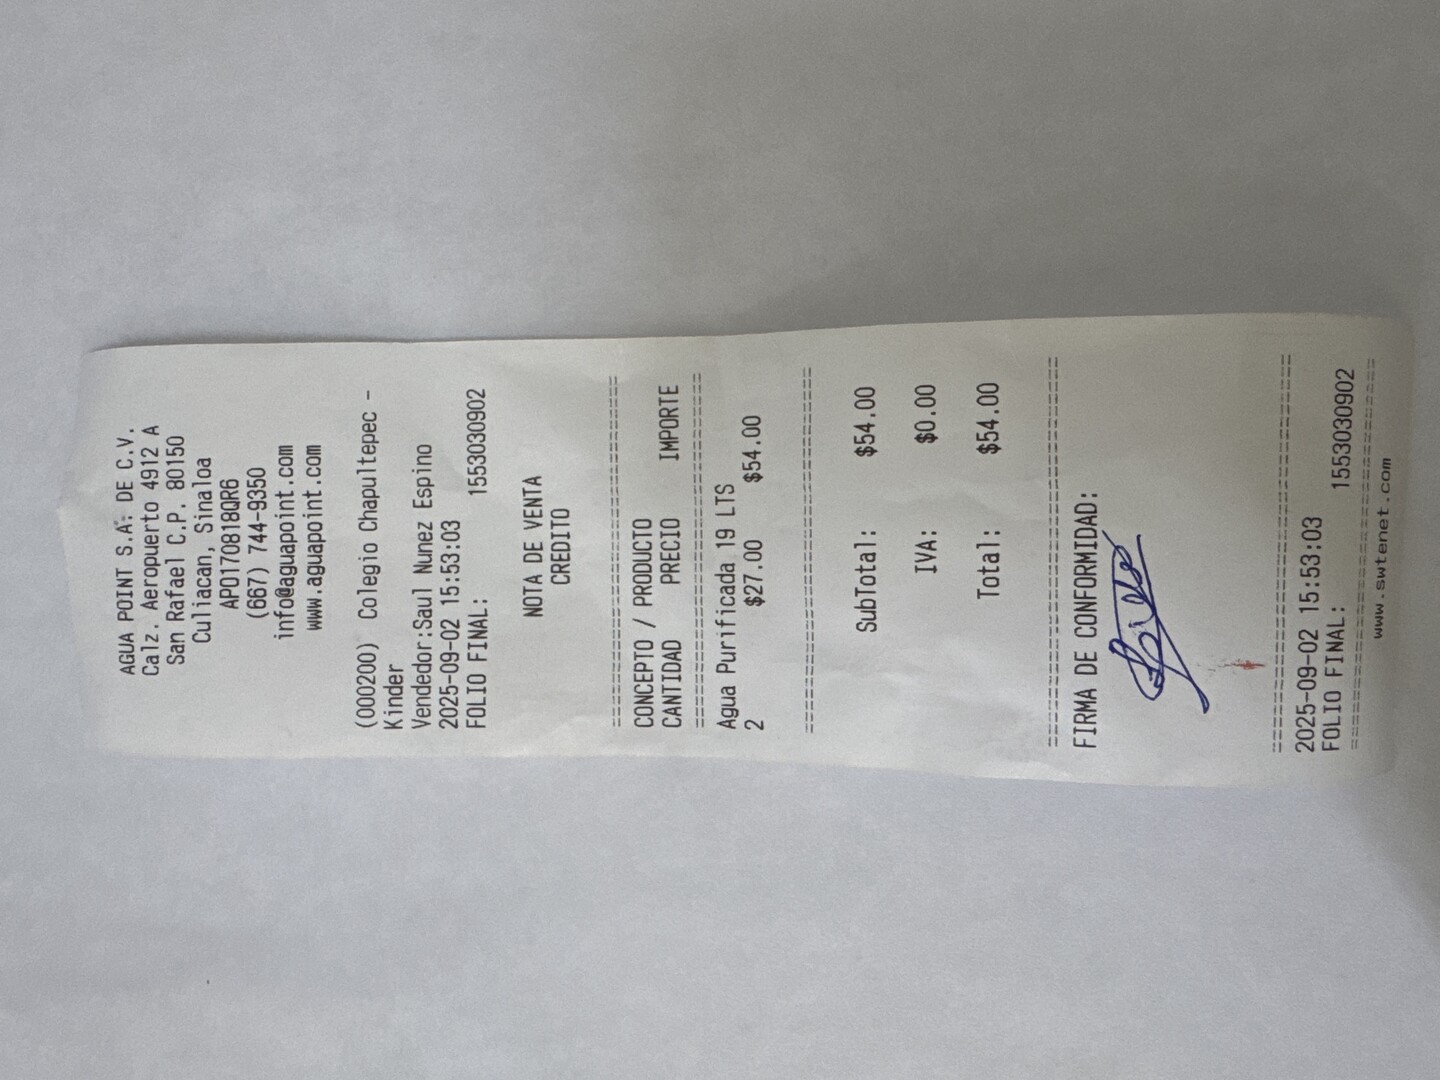 AGUA POINT S.A. DE C.V.
Calz. Aeropuerto 4912 A
San Rafael C.P. 80150
Culiacan, Sinaloa
APO170818QR6
(667) 744-9350
info@aguapoint.com
www.aguapoint.com
(000200) Colegio Chapultepec -
Kinder
Vendedor:Saul Nunez Espino
2025-09-02 15:53:03
FOLIO FINAL: 1553030902
NOTA DE VENTA
CREDITO
CONCEPTO / PRODUCTO
CANTIDAD PRECIO IMPORTE
Agua Purificada 19 LTS
2 $27.00 $54.00
SubTotal: $54.00
IVA: $0.00
Total: $54.00
FIRMA DE CONFORMIDAD:
2025-09-02 15:53:03
FOLIO FINAL: 1553030902
www.swtenet.com